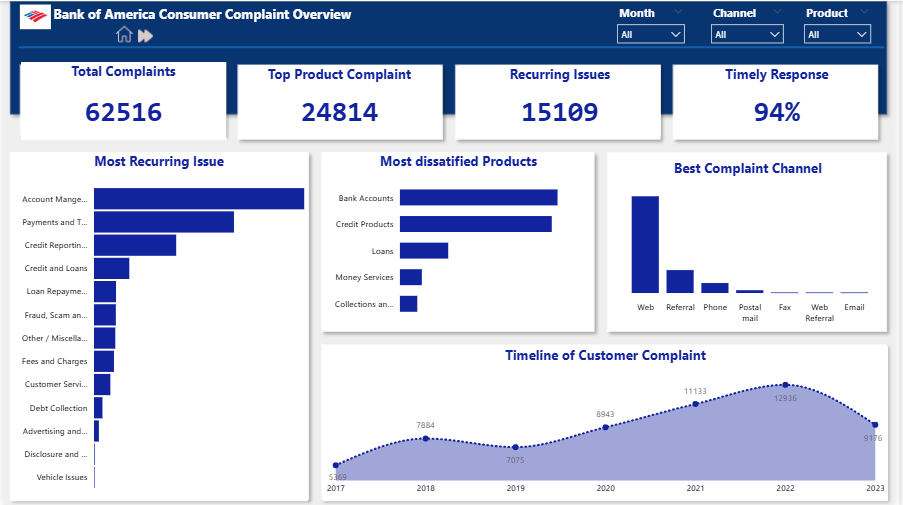 Bank of America Consumer Complaint Overview
Month
Channel
Product
All
All
All
Total Complaints
62516
Top Product Complaint
24814
Recurring Issues
15109
Timely Response
94%
Most Recurring Issue
Account Mange...
Payments and T...
Credit Reportin...
Credit and Loans
Loan Repayme...
Fraud, Scam an...
Other / Miscella...
Fees and Charges
Customer Servi...
Debt Collection
Advertising and...
Disclosure and ...
Vehicle Issues
Most dissatified Products
Bank Accounts
Credit Products
Loans
Money Services
Collections an...
Best Complaint Channel
Web
Referral
Phone
Postal
mail
Fax
Web
Referral
Email
Timeline of Customer Complaint
5369
7884
7075
8943
11133
12936
9176
2017
2018
2019
2020
2021
2022
2023